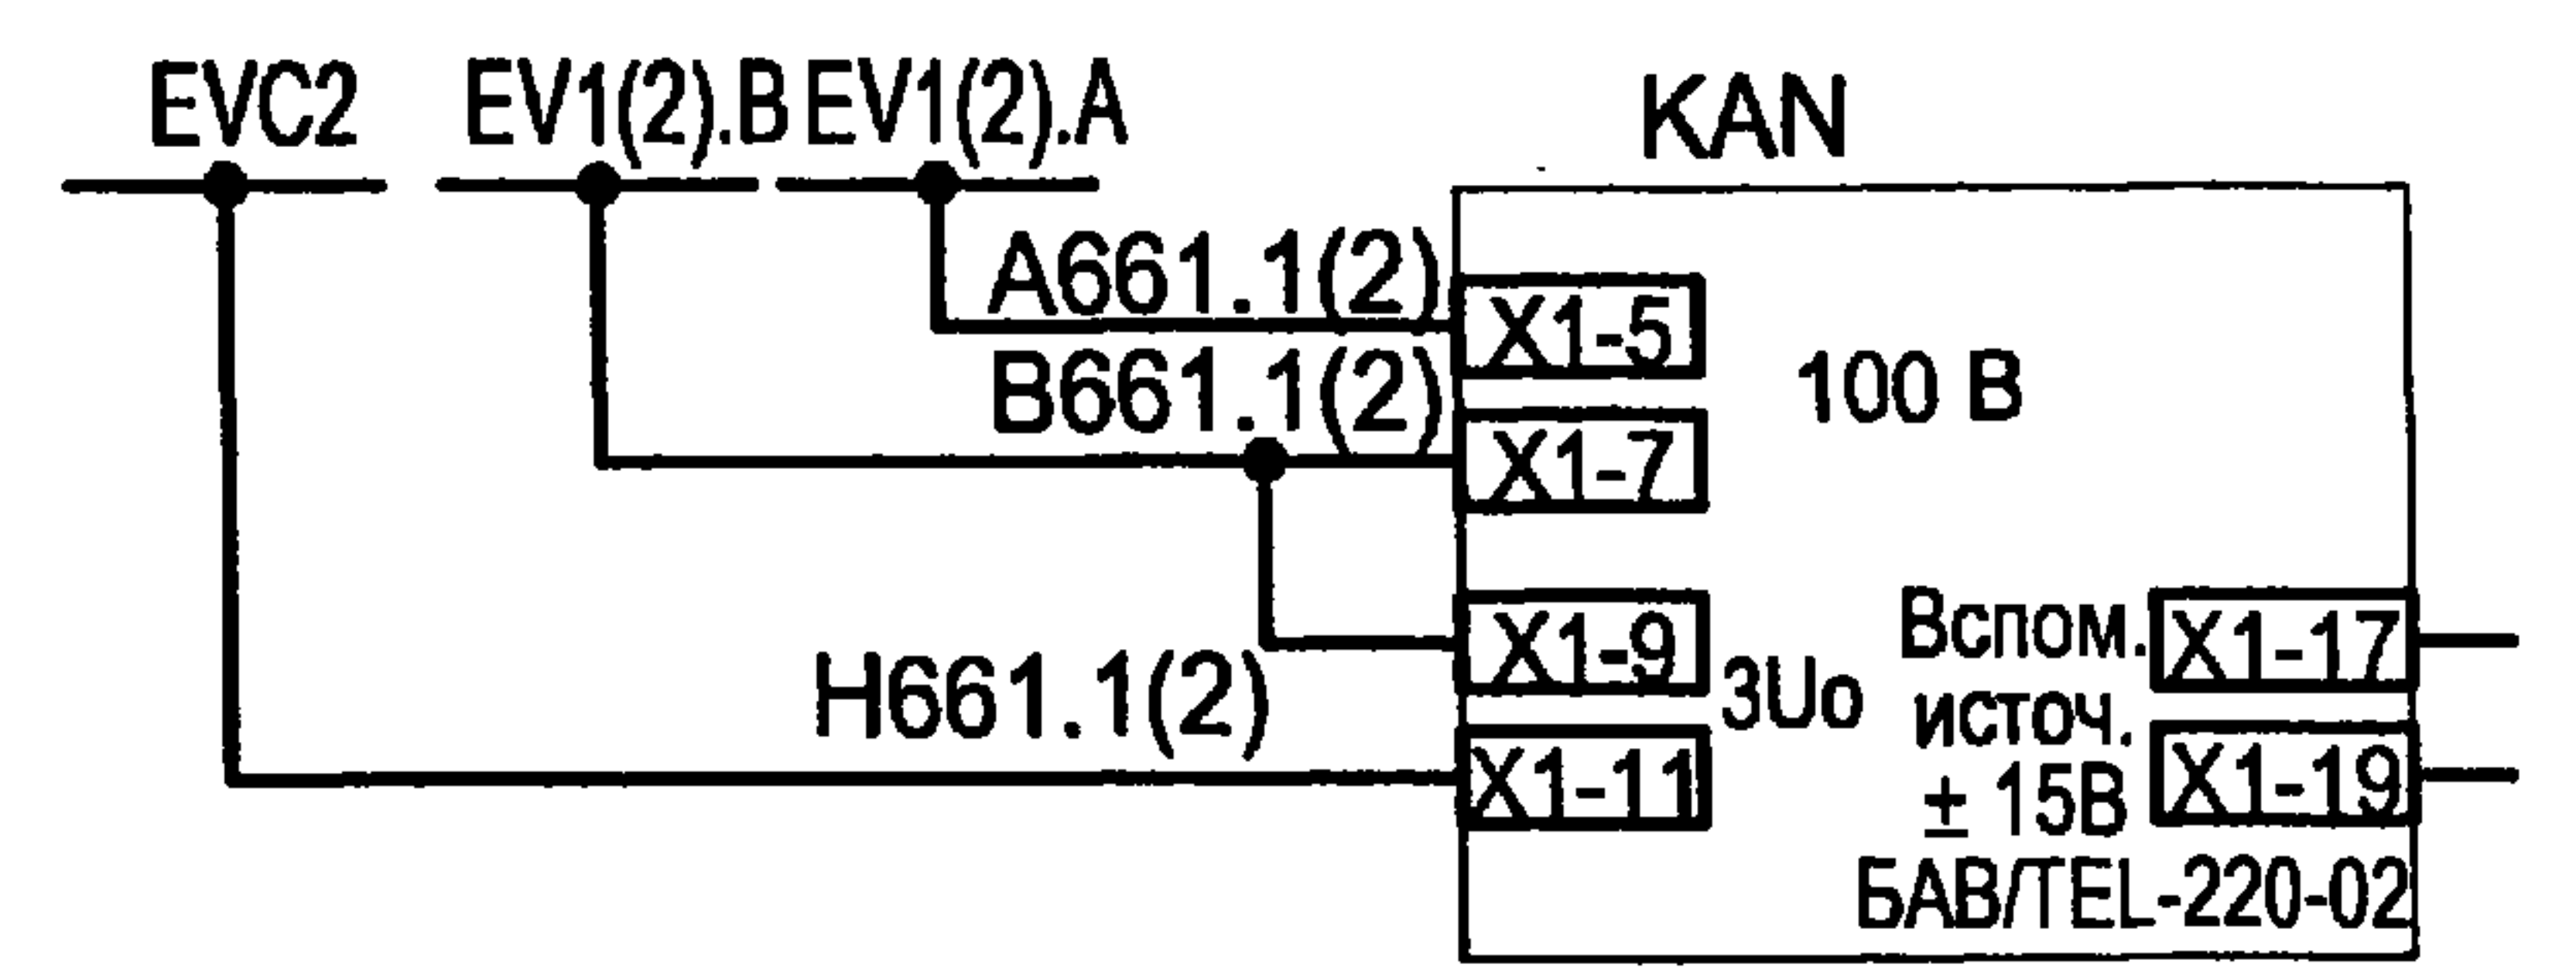 EVC2 EV1(2).B EV1(2).A
KAN
A661.1(2)
X1-5
100 В
B661.1(2)
X1-7
X1-9
3Uo
H661.1(2)
X1-11
Вспом.
источ.
± 15В
X1-17
X1-19
БАВ/TEL-220-02